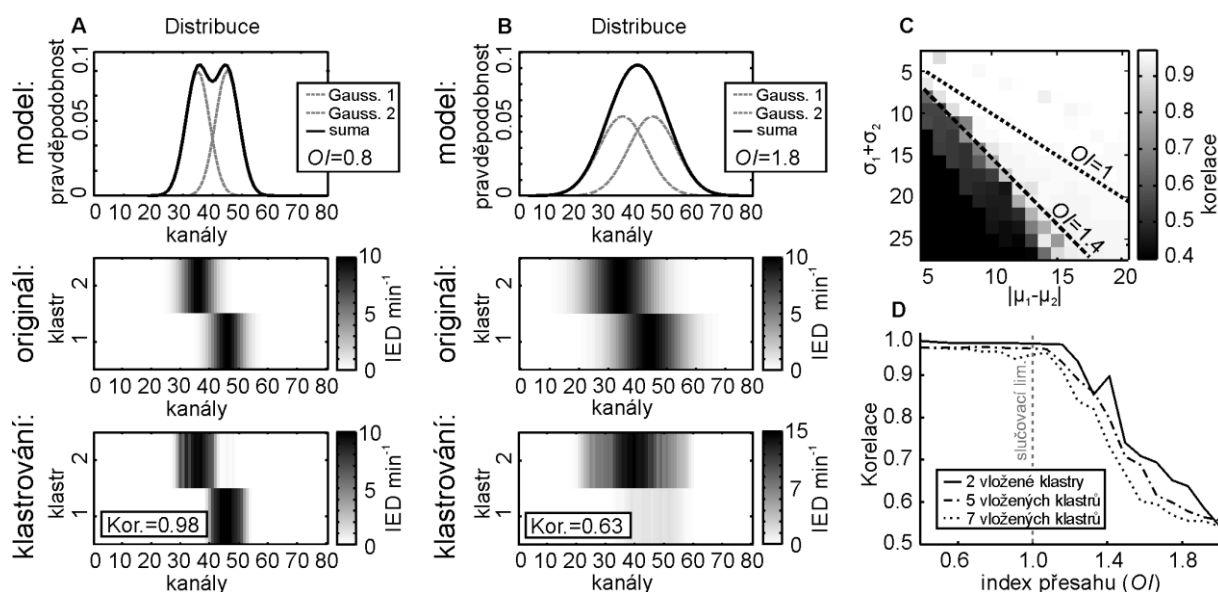 A
Distribuce
model:
pravděpodobnost
0.1
0.05
0
Gauss. 1
Gauss. 2
suma
OI=0.8
0 10 20 30 40 50 60 70 80
kanály
originál:
klastr
2
1
10
5
0
IED min⁻¹
0 10 20 30 40 50 60 70 80
kanály
klastrování:
klastr
2
1
Kor.=0.98
10
5
0
IED min⁻¹
0 10 20 30 40 50 60 70 80
kanály
B
Distribuce
model:
pravděpodobnost
0.1
0.05
0
Gauss. 1
Gauss. 2
suma
OI=1.8
0 10 20 30 40 50 60 70 80
kanály
originál:
klastr
2
1
10
5
0
IED min⁻¹
0 10 20 30 40 50 60 70 80
kanály
klastrování:
klastr
2
1
Kor.=0.63
15
7
0
IED min⁻¹
0 10 20 30 40 50 60 70 80
kanály
C
σ₁+σ₂
5
10
15
20
25
OI=1
OI=1.4
5 10 15 20
|μ₁-μ₂|
0.9
0.8
0.7
0.6
0.5
0.4
korelace
D
Korelace
1.0
0.9
0.8
0.7
0.6
0.5
slučovací lim.
2 vložené klastry
5 vložených klastrů
7 vložených klastrů
0.6 1.0 1.4 1.8
index přesahu (OI)